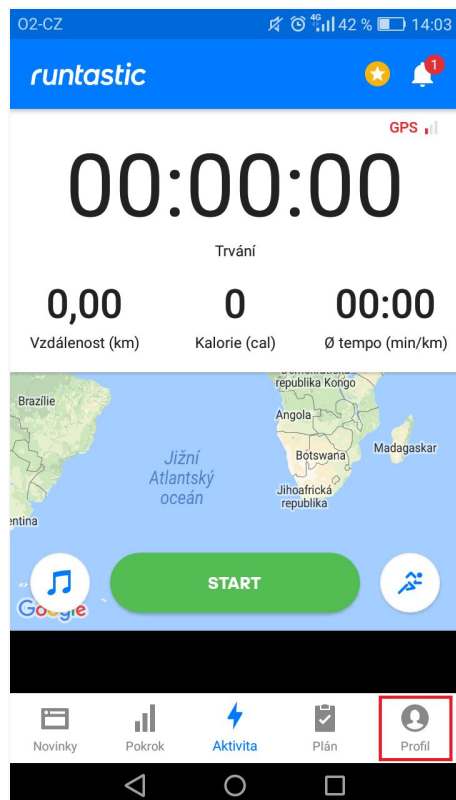 O2-CZ 4G 42 % 14:03
runtastic 1
GPS
00:00:00
Trvání
0,00 0 00:00
Vzdálenost (km) Kalorie (cal) Ø tempo (min/km)
republika Kongo
Brazílie
Angola
Jižní
Atlantský
oceán
Botswana
Madagaskar
Jihoafrická
republika
entina
START
Google
Novinky Pokrok Aktivita Plán Profil